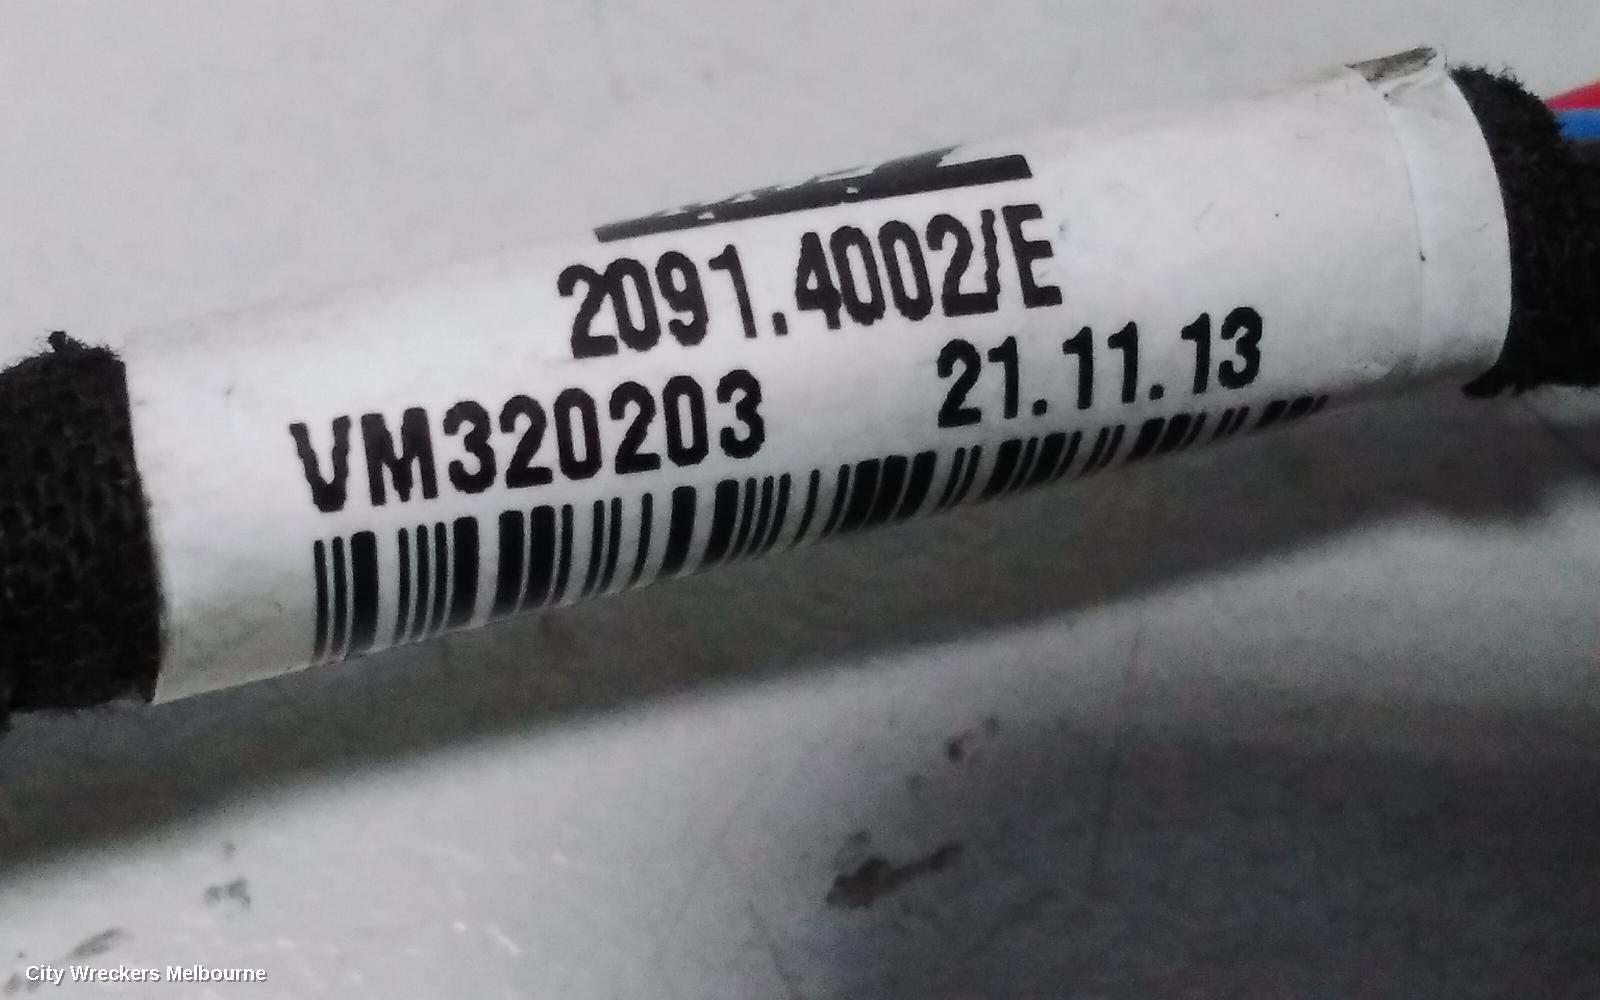 2091.4002/E
VM320203 21.11.13
City Wreckers Melbourne